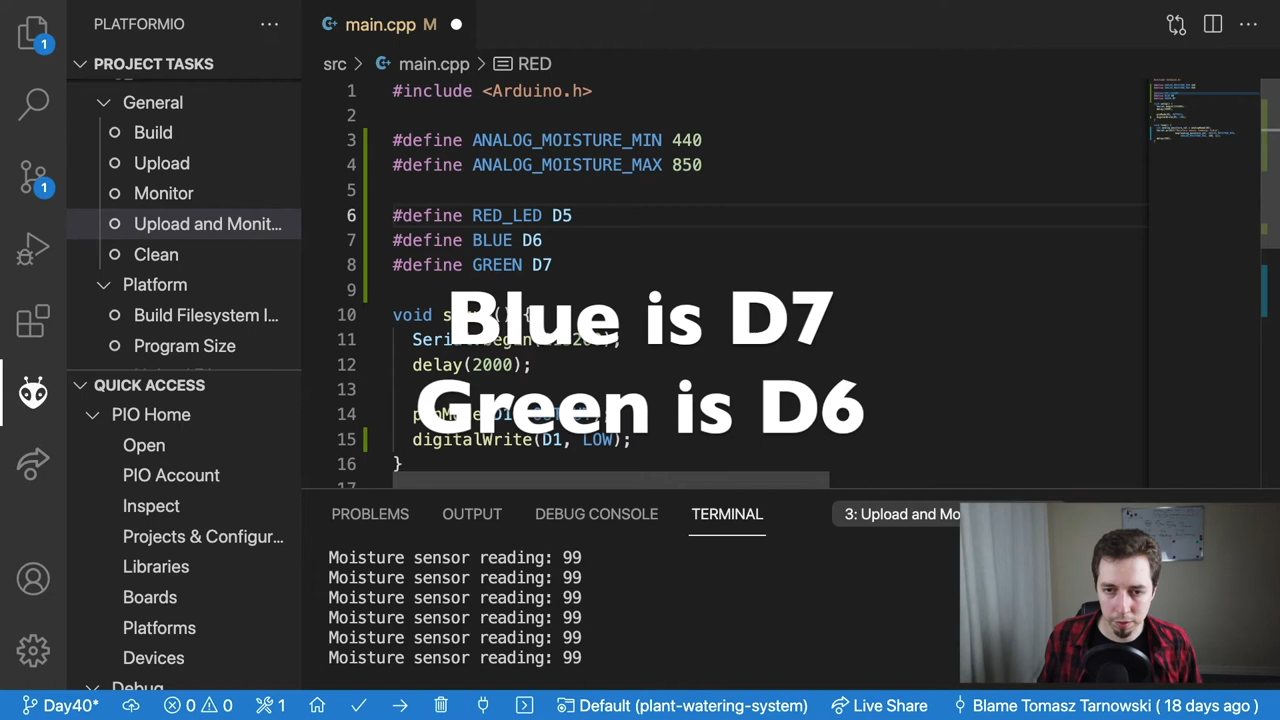 PLATFORMIO
main.cpp M
1
PROJECT TASKS
src
main.cpp
RED
General
Build
Upload
Monitor
Upload and Monit...
Clean
Platform
Build Filesystem I...
Program Size
1
1 #include <Arduino.h>
2
3 #define ANALOG_MOISTURE_MIN 440
4 #define ANALOG_MOISTURE_MAX 850
5
6 #define RED_LED D5
7 #define BLUE D6
8 #define GREEN D7
9
10 void
11
12 delay(2000);
13
14
15 digitalWrite(D1, LOW);
16 }
17
Blue is D7
Green is D6
QUICK ACCESS
PIO Home
Open
PIO Account
Inspect
Projects & Configur...
Libraries
Boards
Platforms
Devices
Debug
PROBLEMS
OUTPUT
DEBUG CONSOLE
TERMINAL
3: Upload and Mo
Moisture sensor reading: 99
Moisture sensor reading: 99
Moisture sensor reading: 99
Moisture sensor reading: 99
Moisture sensor reading: 99
Moisture sensor reading: 99
Day40* 0 0 1 Default (plant-watering-system) Live Share Blame Tomasz Tarnowski ( 18 days ago )